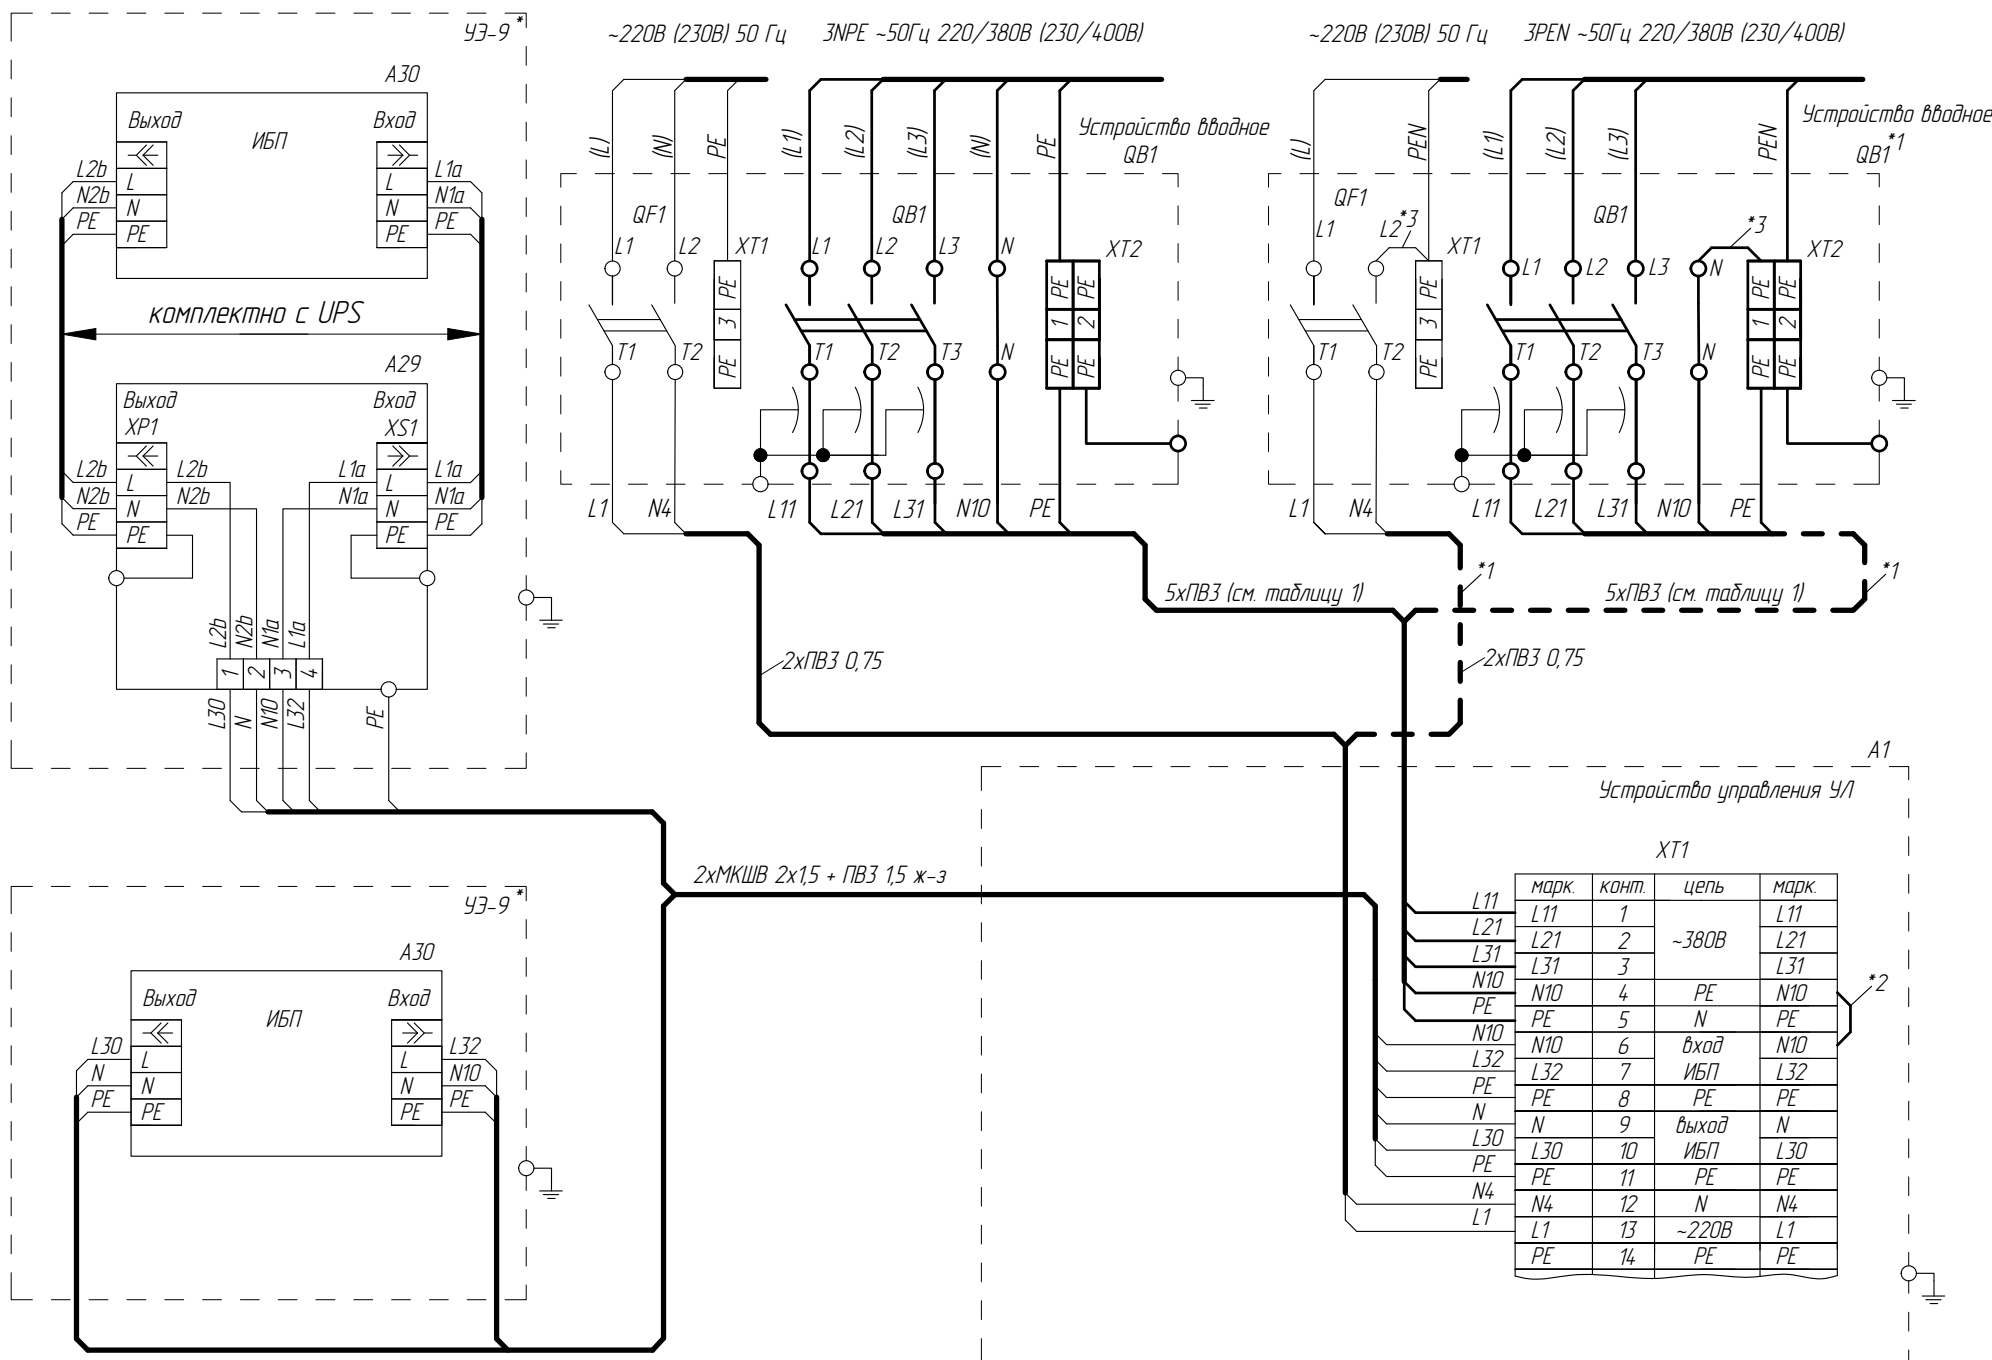 УЭ-9 *
А30
Выход
Вход
ИБП
L2b
N2b
PE
L
N
PE
L
N
PE
L1a
N1a
PE
комплектно с UPS
А29
Выход
Вход
XP1
XS1
L2b
N2b
PE
L
N
PE
L2b
N2b
L1a
N1a
L
N
PE
L1a
N1a
PE
L2b
N2b
N1a
L1a
1
2
3
4
L30
N
N10
L32
PE
УЭ-9 *
А30
Выход
Вход
ИБП
L30
N
PE
L
N
PE
L
N
PE
L32
N10
PE
~220В (230В) 50 Гц
3NPE ~50Гц 220/380В (230/400В)
(L)
(N)
PE
(L1)
(L2)
(L3)
(N)
PE
Устройство вводное
QB1
QF1
QB1
L1
L2
XT1
L1
L2
L3
N
XT2
PE
3
PE
PE
1
PE
PE
2
PE
T1
T2
T1
T2
T3
N
L1
N4
L11
L21
L31
N10
PE
~220В (230В) 50 Гц
3PEN ~50Гц 220/380В (230/400В)
(L)
PEN
(L1)
(L2)
(L3)
PEN
Устройство вводное
QB1 *1
QF1
QB1
L1
L2 *3
XT1
L1
L2
L3
N
*3
XT2
PE
3
PE
PE
1
PE
PE
2
PE
T1
T2
T1
T2
T3
N
L1
N4
L11
L21
L31
N10
PE
*1
*1
5хПВ3 (см. таблицу 1)
5хПВ3 (см. таблицу 1)
2хПВ3 0,75
2хПВ3 0,75
2хМКШВ 2х1,5 + ПВ3 1,5 ж-з
А1
Устройство управления УЛ
XT1
марк. конт. цепь марк.
L11 L11 1 L11
L21 L21 2 ~380В L21
L31 L31 3 L31
N10 N10 4 PE N10
*2
PE PE 5 N PE
N10 N10 6 вход N10
L32 L32 7 ИБП L32
PE PE 8 PE PE
N N 9 выход N
L30 L30 10 ИБП L30
PE PE 11 PE PE
N4 N4 12 N N4
L1 L1 13 ~220В L1
PE 14 PE PE